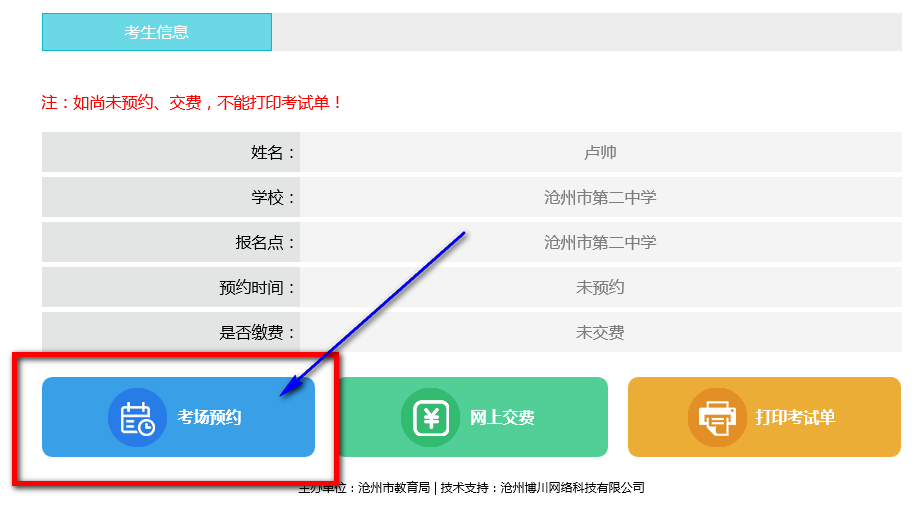 考生信息
注：如尚未预约、交费，不能打印考试单！
姓名： 卢帅
学校： 沧州市第二中学
报名点： 沧州市第二中学
预约时间： 未预约
是否缴费： 未交费
考场预约 网上交费 打印考试单
主办单位：沧州市教育局 | 技术支持：沧州博川网络科技有限公司